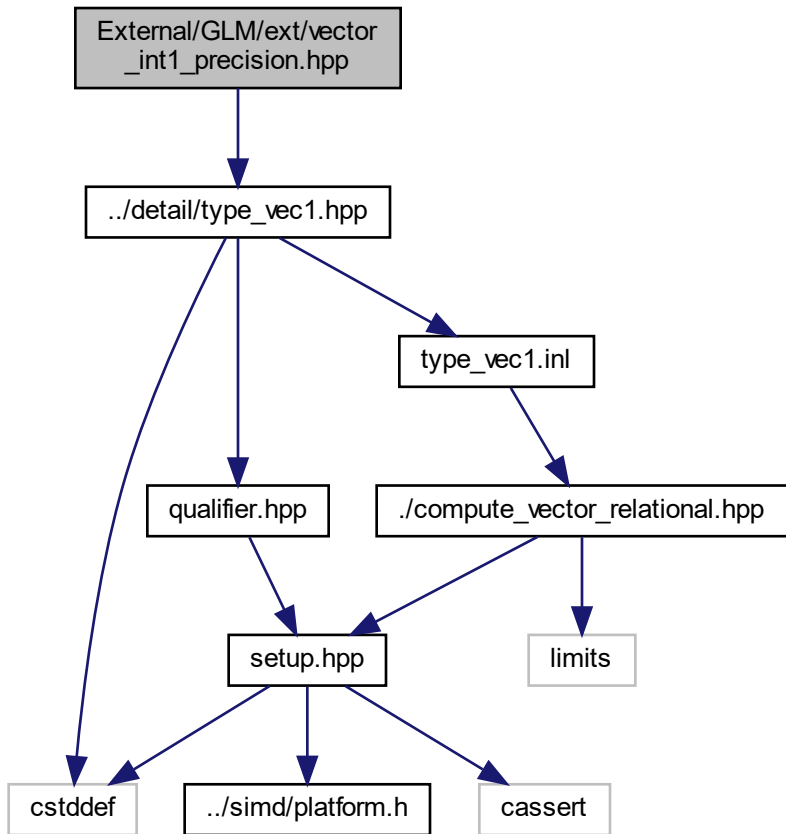 External/GLM/ext/vector
_int1_precision.hpp
../detail/type_vec1.hpp
type_vec1.inl
qualifier.hpp
./compute_vector_relational.hpp
setup.hpp
limits
cstddef
../simd/platform.h
cassert